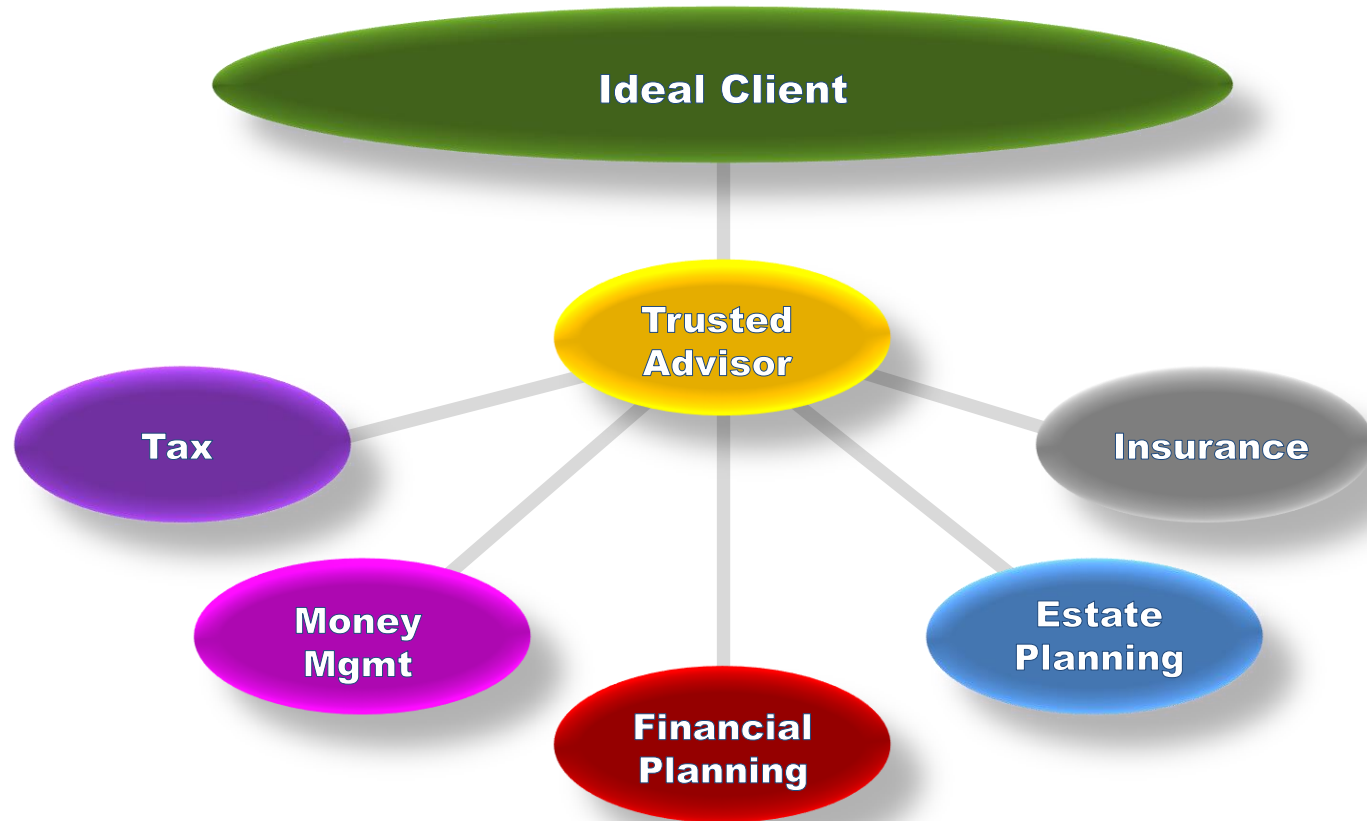 Ideal Client
Trusted
Advisor
Tax
Insurance
Money
Mgmt
Estate
Planning
Financial
Planning